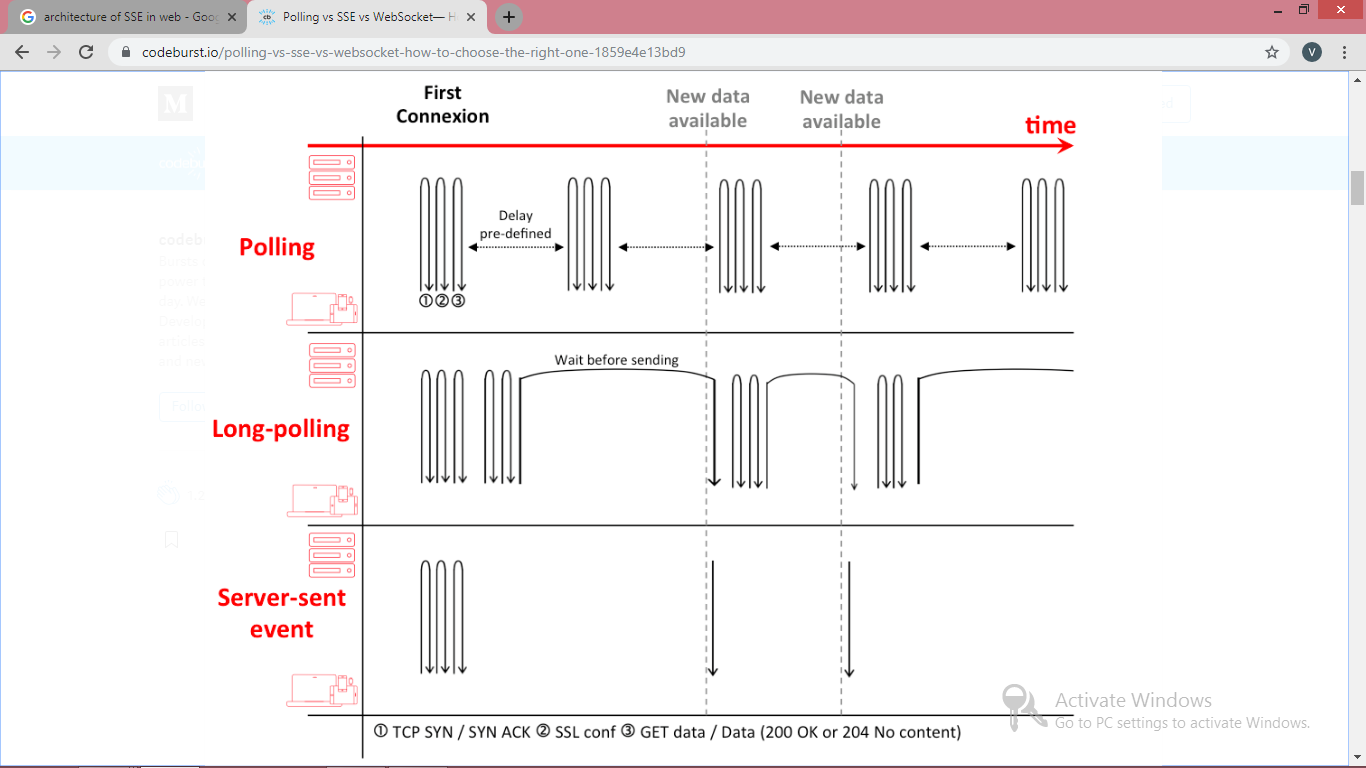 architecture of SSE in web - Goo
Polling vs SSE vs WebSocket— H
codeburst.io/polling-vs-sse-vs-websocket-how-to-choose-the-right-one-1859e4e13bd9
V
M
First
Connexion
New data
available
New data
available
time
Delay
pre-defined
Polling
① ② ③
Wait before sending
Long-polling
Server-sent
event
① TCP SYN / SYN ACK ② SSL conf ③ GET data / Data (200 OK or 204 No content)
Activate Windows
Go to PC settings to activate Windows.